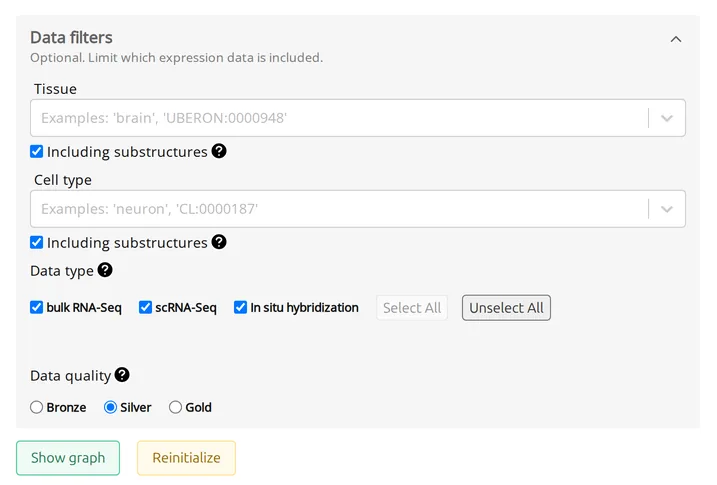 Data filters
Optional. Limit which expression data is included.
Tissue
Examples: 'brain', 'UBERON:0000948'
Including substructures ?
Cell type
Examples: 'neuron', 'CL:0000187'
Including substructures ?
Data type ?
bulk RNA-Seq scRNA-Seq In situ hybridization Select All Unselect All
Data quality ?
Bronze Silver Gold
Show graph Reinitialize